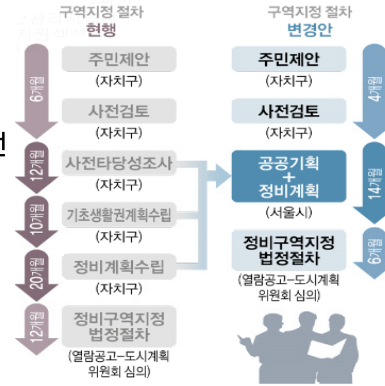 구역지정 절차
현행
6개월
주민제안
(자치구)
사전검토
(자치구)
12개월
사전타당성조사
(자치구)
10개월
기초생활권계획수립
(자치구)
20개월
정비계획수립
(자치구)
12개월
정비구역지정
법정절차
(열람공고–도시계획
위원회 심의)
구역지정 절차
변경안
주민제안
(자치구)
4개월
사전검토
(자치구)
공공기획
+
정비계획
(서울시)
14개월
정비구역지정
법정절차
6개월
(열람공고–도시계획
위원회 심의)